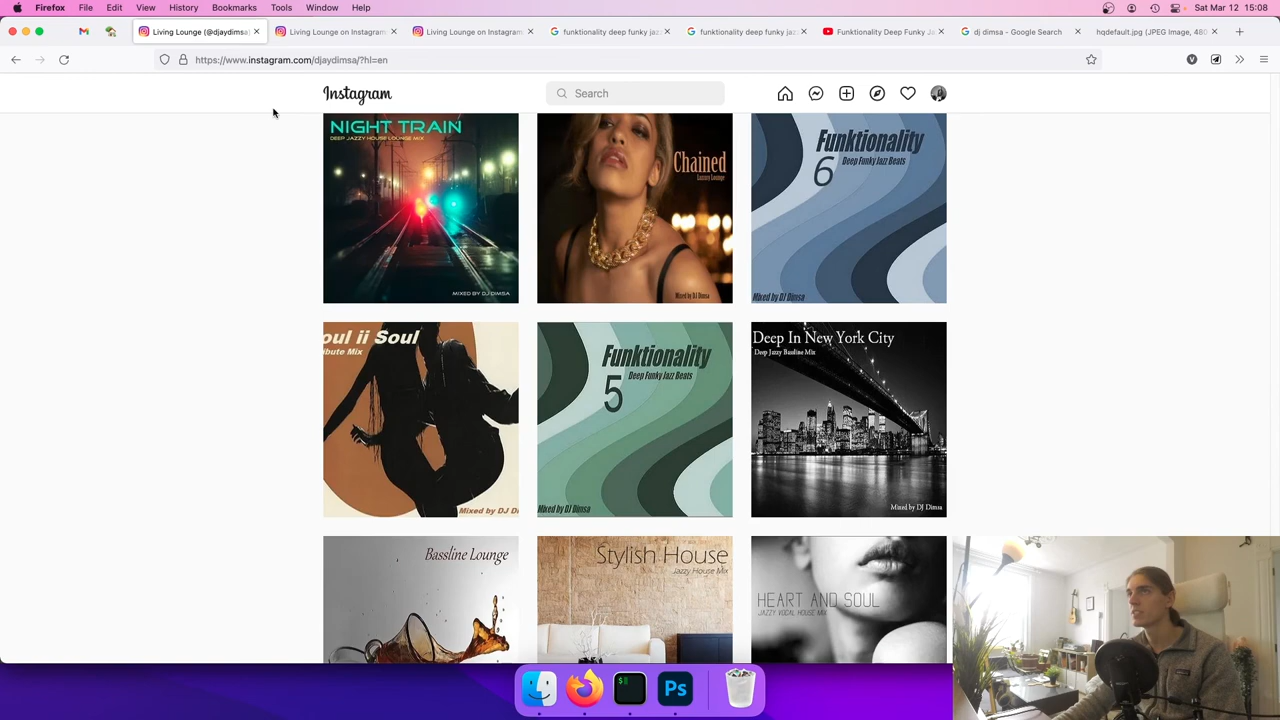 Firefox File Edit View History Bookmarks Tools Window Help Sat Mar 12 15:08
Living Lounge (@djaydimsa) Living Lounge on Instagram Living Lounge on Instagram funktionality deep funky jaz funktionality deep funky jaz Funktionality Deep Funky Ja dj dimsa - Google Search hqdefault.jpg (JPEG Image, 480
https://www.instagram.com/djaydimsa/?hl=en
Instagram Search
NIGHT TRAIN
DEEP JAZZY HOUSE LOUNGE MIX
MIXED BY DJ DIMSA
Chained
Luxury Lounge
Mixed by DJ Dimsa
Funktionality
6 Deep Funky Jazz Beats
Mixed by DJ Dimsa
oul ii Soul
ibute Mix
Mixed by DJ Di
Funktionality
5 Deep Funky Jazz Beats
Mixed by DJ Dimsa
Deep In New York City
Deep Jazzy Bassline Mix
Mixed by DJ Dimsa
Bassline Lounge
Stylish House
Jazzy House Mix
HEART AND SOUL
JAZZY VOCAL HOUSE MIX
$
Ps